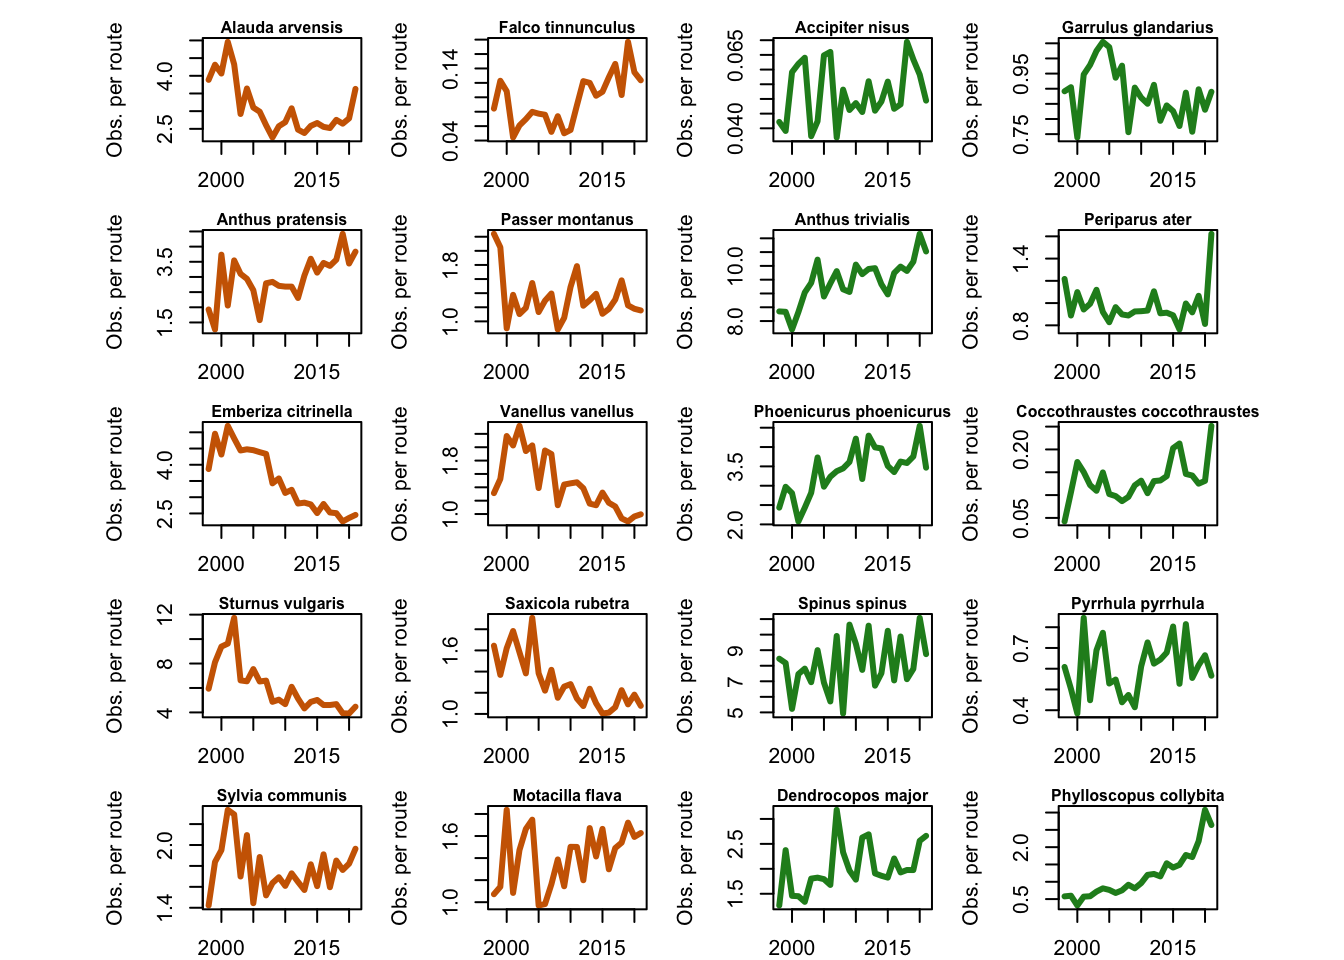 Alauda arvensis
Obs. per route
2.5 4.0
2000 2015
Falco tinnunculus
Obs. per route
0.04 0.14
2000 2015
Accipiter nisus
Obs. per route
0.040 0.065
2000 2015
Garrulus glandarius
Obs. per route
0.75 0.95
2000 2015
Anthus pratensis
Obs. per route
1.5 3.5
2000 2015
Passer montanus
Obs. per route
1.0 1.8
2000 2015
Anthus trivialis
Obs. per route
8.0 10.0
2000 2015
Periparus ater
Obs. per route
0.8 1.4
2000 2015
Emberiza citrinella
Obs. per route
2.5 4.0
2000 2015
Vanellus vanellus
Obs. per route
1.0 1.8
2000 2015
Phoenicurus phoenicurus
Obs. per route
2.0 3.5
2000 2015
Coccothraustes coccothraustes
Obs. per route
0.05 0.20
2000 2015
Sturnus vulgaris
Obs. per route
4 8 12
2000 2015
Saxicola rubetra
Obs. per route
1.0 1.6
2000 2015
Spinus spinus
Obs. per route
5 7 9
2000 2015
Pyrrhula pyrrhula
Obs. per route
0.4 0.7
2000 2015
Sylvia communis
Obs. per route
1.4 2.0
2000 2015
Motacilla flava
Obs. per route
1.0 1.6
2000 2015
Dendrocopos major
Obs. per route
1.5 2.5
2000 2015
Phylloscopus collybita
Obs. per route
0.5 2.0
2000 2015